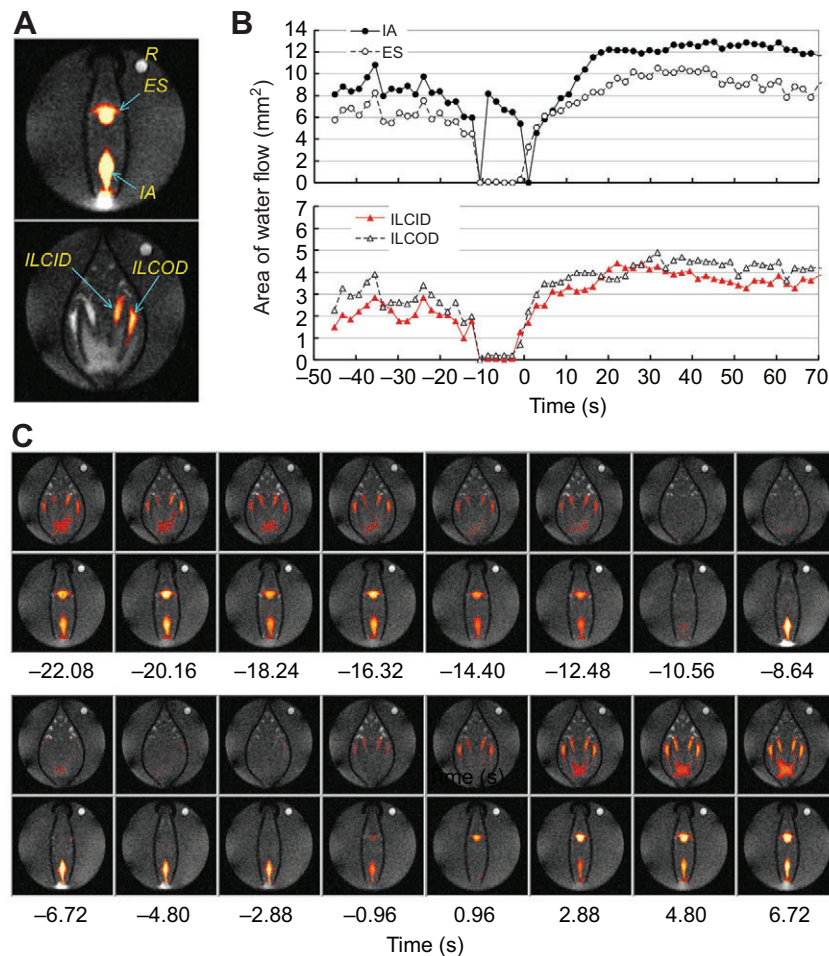 A
R
ES
IA
ILCID
ILCOD
B
IA
ES
14
12
10
8
6
4
2
0
ILCID
ILCOD
7
6
5
4
3
2
1
0
Area of water flow (mm²)
–50 –40 –30 –20 –10 0 10 20 30 40 50 60 70
Time (s)
C
–22.08 –20.16 –18.24 –16.32 –14.40 –12.48 –10.56 –8.64
Time (s)
–6.72 –4.80 –2.88 –0.96 0.96 2.88 4.80 6.72
Time (s)